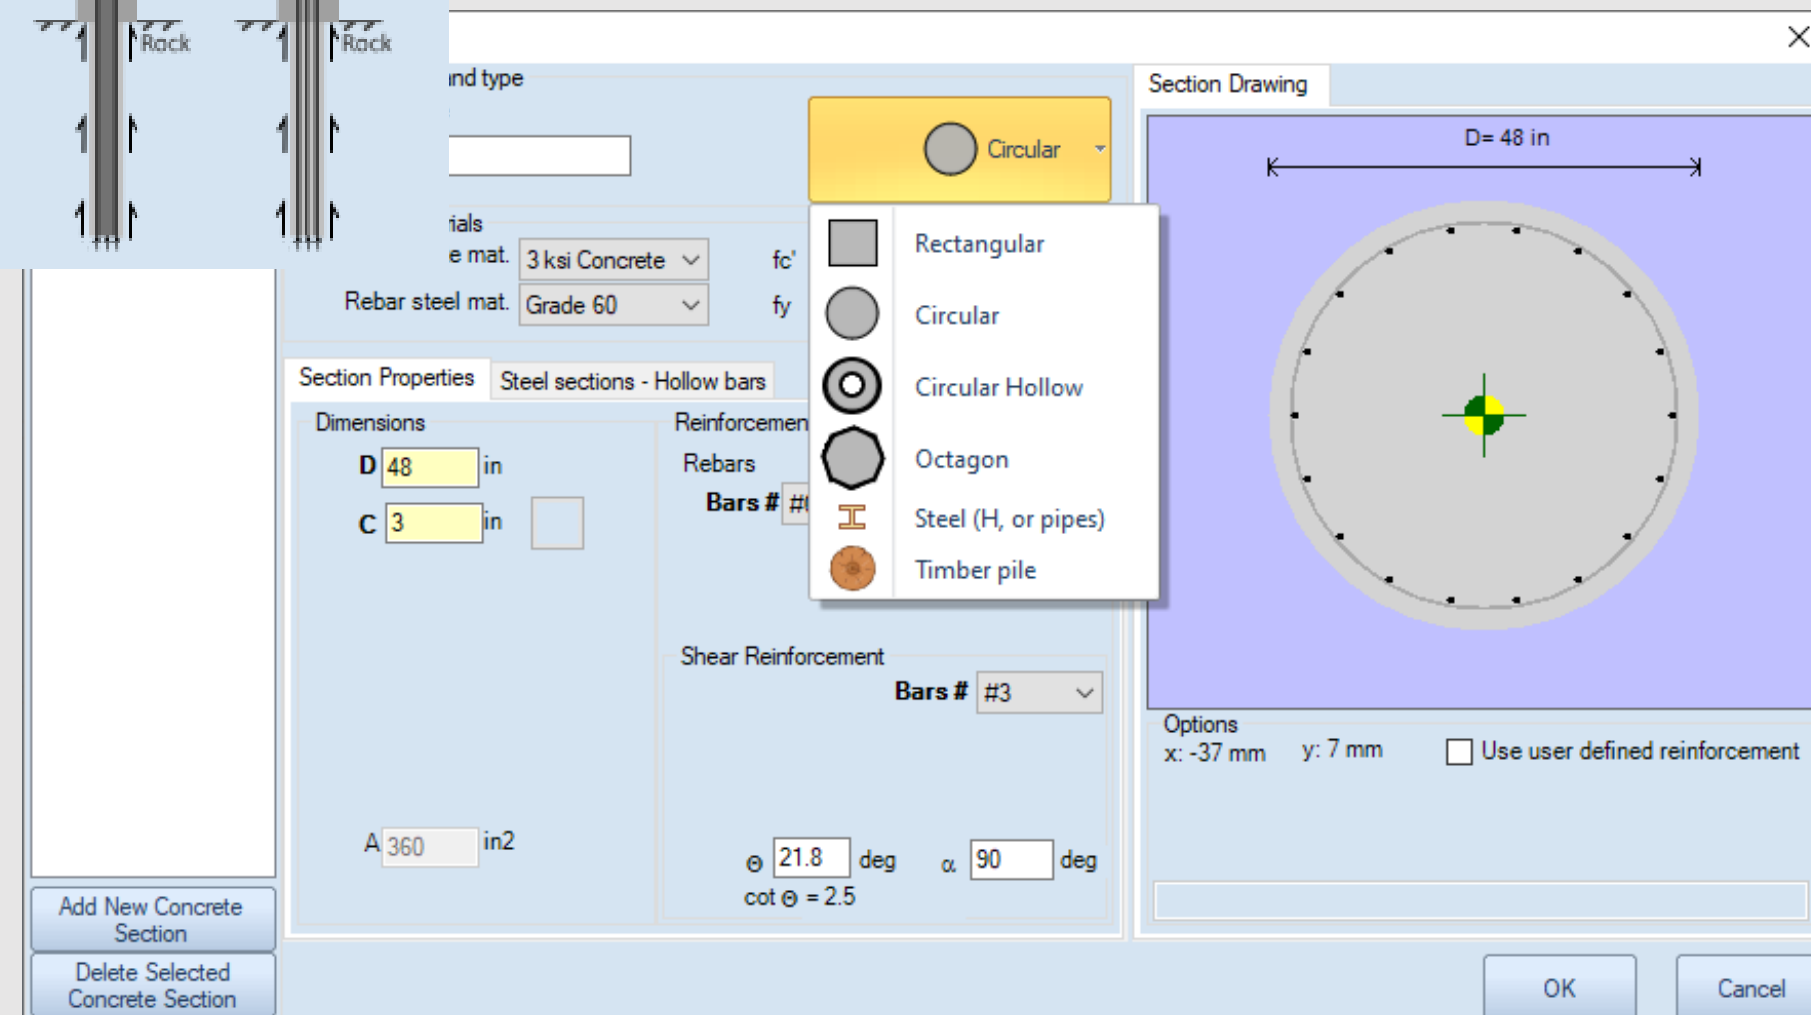 Rock
Rock
and type
Circular
Section Drawing
D= 48 in
Rectangular
Circular
Circular Hollow
Octagon
Steel (H, or pipes)
Timber pile
e mat. 3 ksi Concrete fc'
Rebar steel mat. Grade 60 fy
Section Properties
Steel sections - Hollow bars
Dimensions
D 48 in
C 3 in
A 360 in2
Rebars
Bars #
Shear Reinforcement
Bars # #3
Θ 21.8 deg α 90 deg
cot Θ = 2.5
Options
x: -37 mm y: 7 mm
Use user defined reinforcement
Add New Concrete
Section
Delete Selected
Concrete Section
OK
Cancel